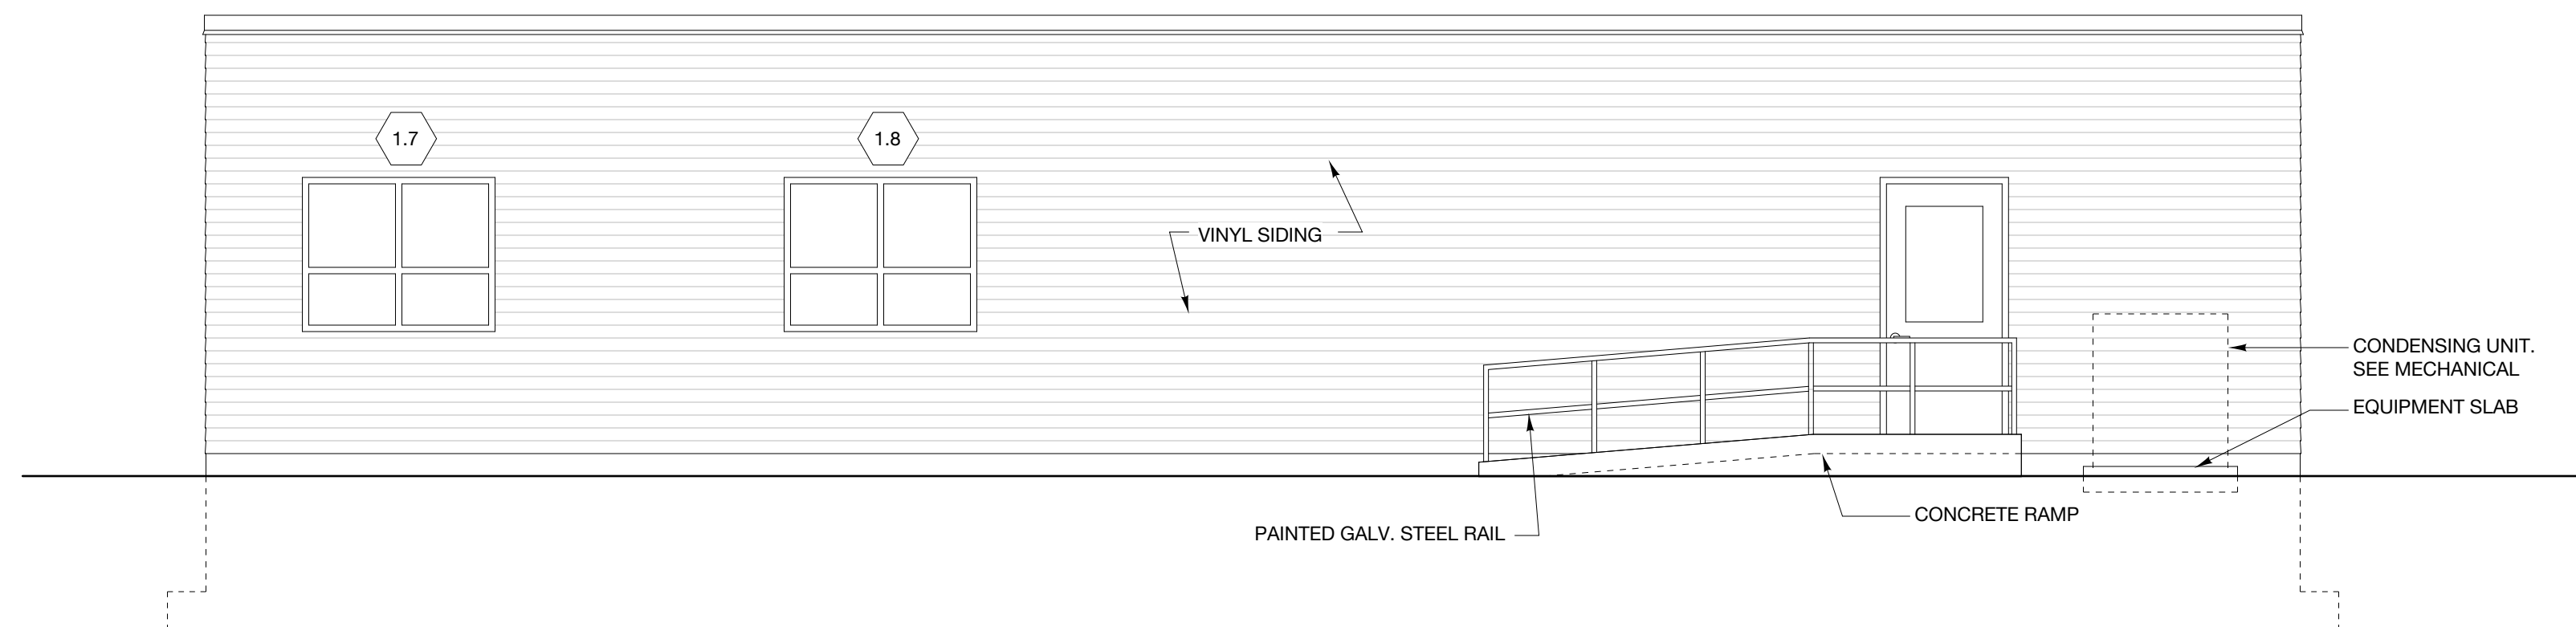 1.7
1.8
VINYL SIDING
CONDENSING UNIT.
SEE MECHANICAL
EQUIPMENT SLAB
CONCRETE RAMP
PAINTED GALV. STEEL RAIL